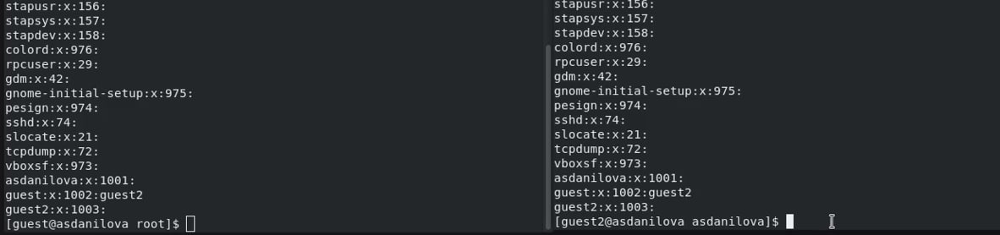 stapusr:x:156:
stapsys:x:157:
stapdev:x:158:
colord:x:976:
rpcuser:x:29:
gdm:x:42:
gnome-initial-setup:x:975:
pesign:x:974:
sshd:x:74:
slocate:x:21:
tcpdump:x:72:
vboxsf:x:973:
asdanilova:x:1001:
guest:x:1002:guest2
guest2:x:1003:
[guest@asdanilova root]$
stapusr:x:156:
stapsys:x:157:
stapdev:x:158:
colord:x:976:
rpcuser:x:29:
gdm:x:42:
gnome-initial-setup:x:975:
pesign:x:974:
sshd:x:74:
slocate:x:21:
tcpdump:x:72:
vboxsf:x:973:
asdanilova:x:1001:
guest:x:1002:guest2
guest2:x:1003:
[guest2@asdanilova asdanilova]$